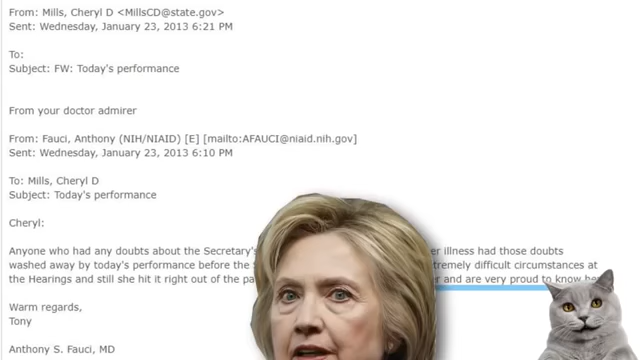 From: Mills, Cheryl D <MillsCD@state.gov>
Sent: Wednesday, January 23, 2013 6:21 PM
To:
Subject: FW: Today's performance
From your doctor admirer
From: Fauci, Anthony (NIH/NIAID) [E] [mailto:AFAUCI@niaid.nih.gov]
Sent: Wednesday, January 23, 2013 6:10 PM
To: Mills, Cheryl D
Subject: Today's performance
Cheryl:
Anyone who had any doubts about the Secretary's illness had those doubts
washed away by today's performance before the difficult circumstances at
the Hearings and still she hit it right out of the and are very proud to know
Warm regards,
Tony
Anthony S. Fauci, MD